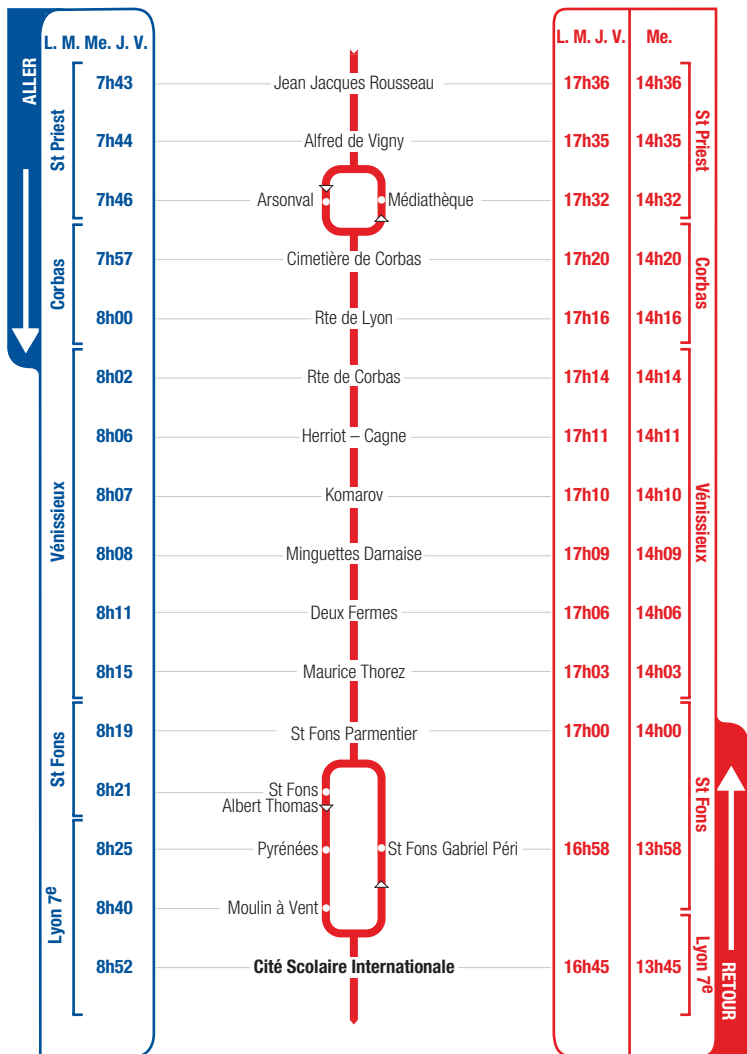 L. M. Me. J. V. L. M. J. V. Me.
ALLER
St Priest
Corbas
Vénissieux
St Fons
Lyon 7e
7h43 Jean Jacques Rousseau 17h36 14h36
7h44 Alfred de Vigny 17h35 14h35
7h46 Arsonval Médiathèque 17h32 14h32
7h57 Cimetière de Corbas 17h20 14h20
8h00 Rte de Lyon 17h16 14h16
8h02 Rte de Corbas 17h14 14h14
8h06 Herriot – Cagne 17h11 14h11
8h07 Komarov 17h10 14h10
8h08 Minguettes Darnaise 17h09 14h09
8h11 Deux Fermes 17h06 14h06
8h15 Maurice Thorez 17h03 14h03
8h19 St Fons Parmentier 17h00 14h00
8h21 St Fons
Albert Thomas
8h25 Pyrénées St Fons Gabriel Péri 16h58 13h58
8h40 Moulin à Vent
8h52 Cité Scolaire Internationale 16h45 13h45
St Priest
Corbas
Vénissieux
St Fons
Lyon 7e
RETOUR